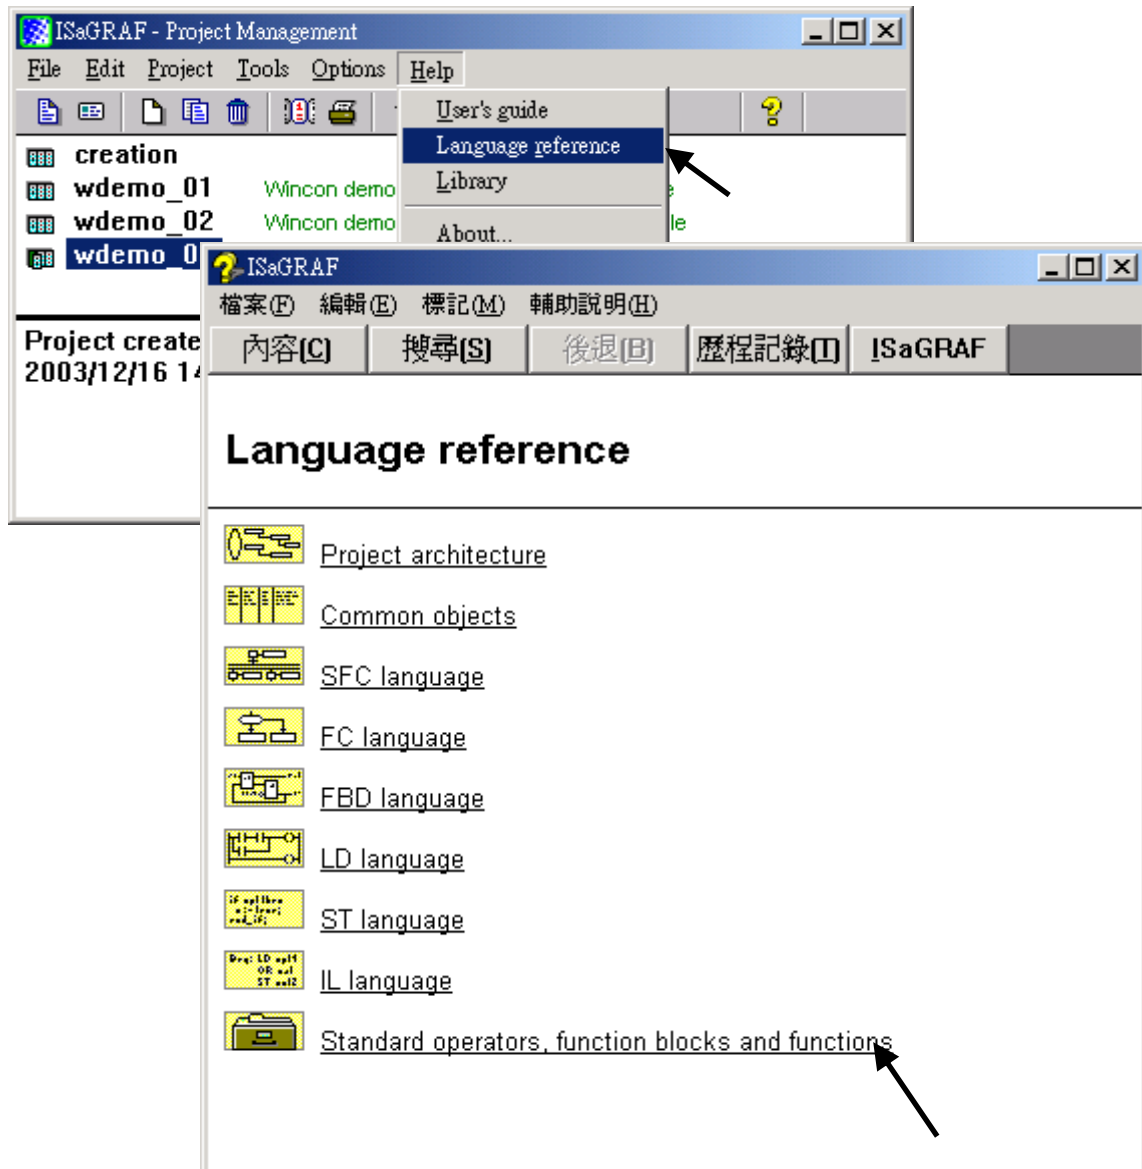 ISaGRAF - Project Management
File Edit Project Tools Options Help
User's guide
Language reference
Library
About...
creation
wdemo_01 Wincon demo
wdemo_02 Wincon demo le
wdemo_0
Project create
2003/12/16 14
ISaGRAF
檔案(F) 編輯(E) 標記(M) 輔助說明(H)
內容(C) 搜尋(S) 後退(B) 歷程記錄(T) ISaGRAF
Language reference
Project architecture
Common objects
SFC language
FC language
FBD language
LD language
ST language
IL language
Standard operators, function blocks and functions